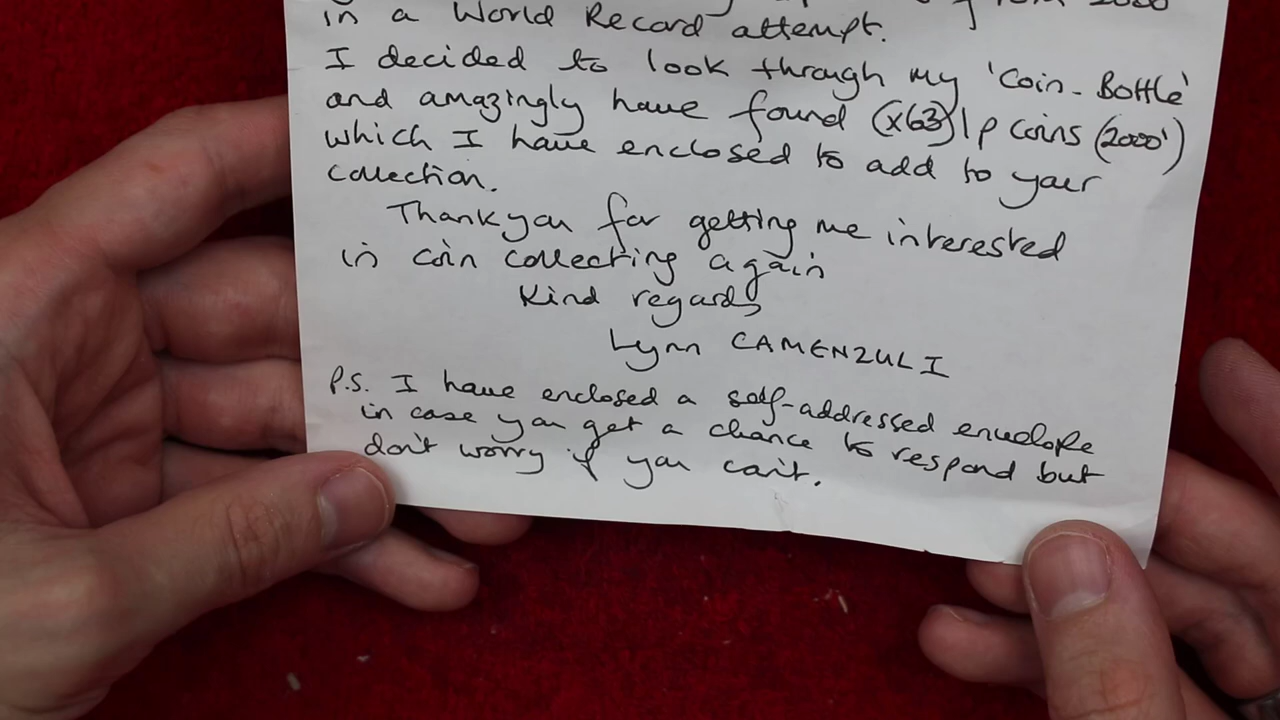 from 2000
in a World Record attempt.
I decided to look through my 'Coin-Bottle'
and amazingly have found (x63) 1p coins (2000')
which I have enclosed to add to your
collection.
Thankyou for getting me interested
in coin collecting again
Kind regards
Lynn CAMENZULI
P.S. I have enclosed a self-addressed envelope
in case you get a chance to respond but
don't worry if you can't.